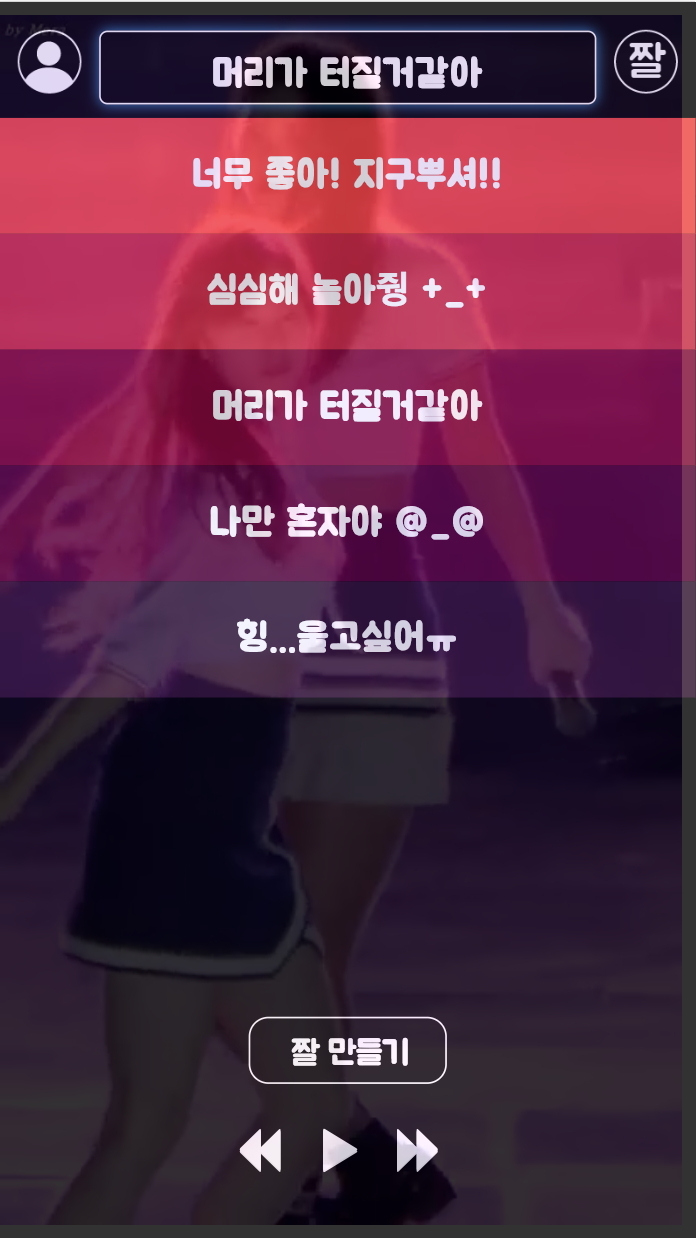 머리가 터질거같아
짤
너무 좋아! 지구뿌셔!!
심심해 놀아줭 +_+
머리가 터질거같아
나만 혼자야 @_@
힝...울고싶어ㅠ
짤 만들기